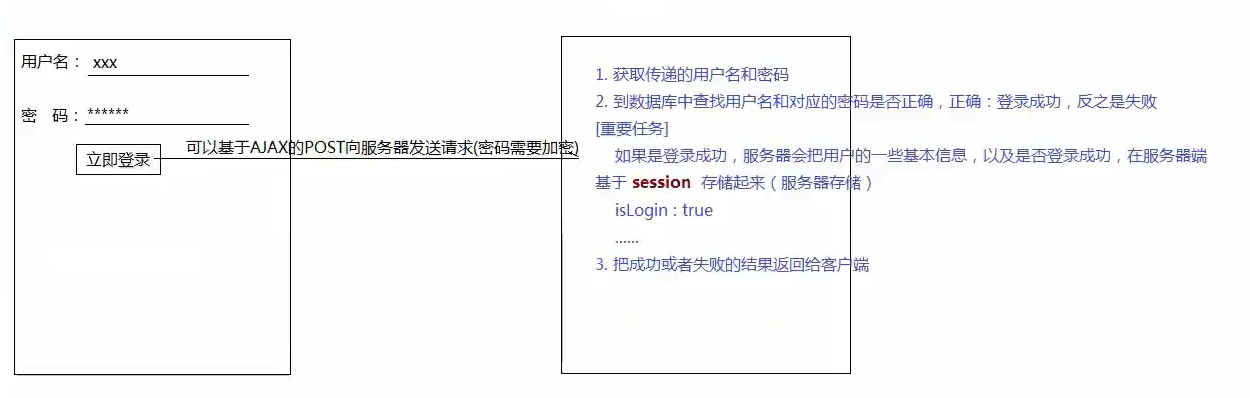 用户名： xxx
密 码：******
立即登录
可以基于AJAX的POST向服务器发送请求(密码需要加密)
1. 获取传递的用户名和密码
2. 到数据库中查找用户名和对应的密码是否正确，正确：登录成功，反之是失败
[重要任务]
如果是登录成功，服务器会把用户的一些基本信息，以及是否登录成功，在服务器端
基于 session 存储起来（服务器存储）
isLogin : true
......
3. 把成功或者失败的结果返回给客户端